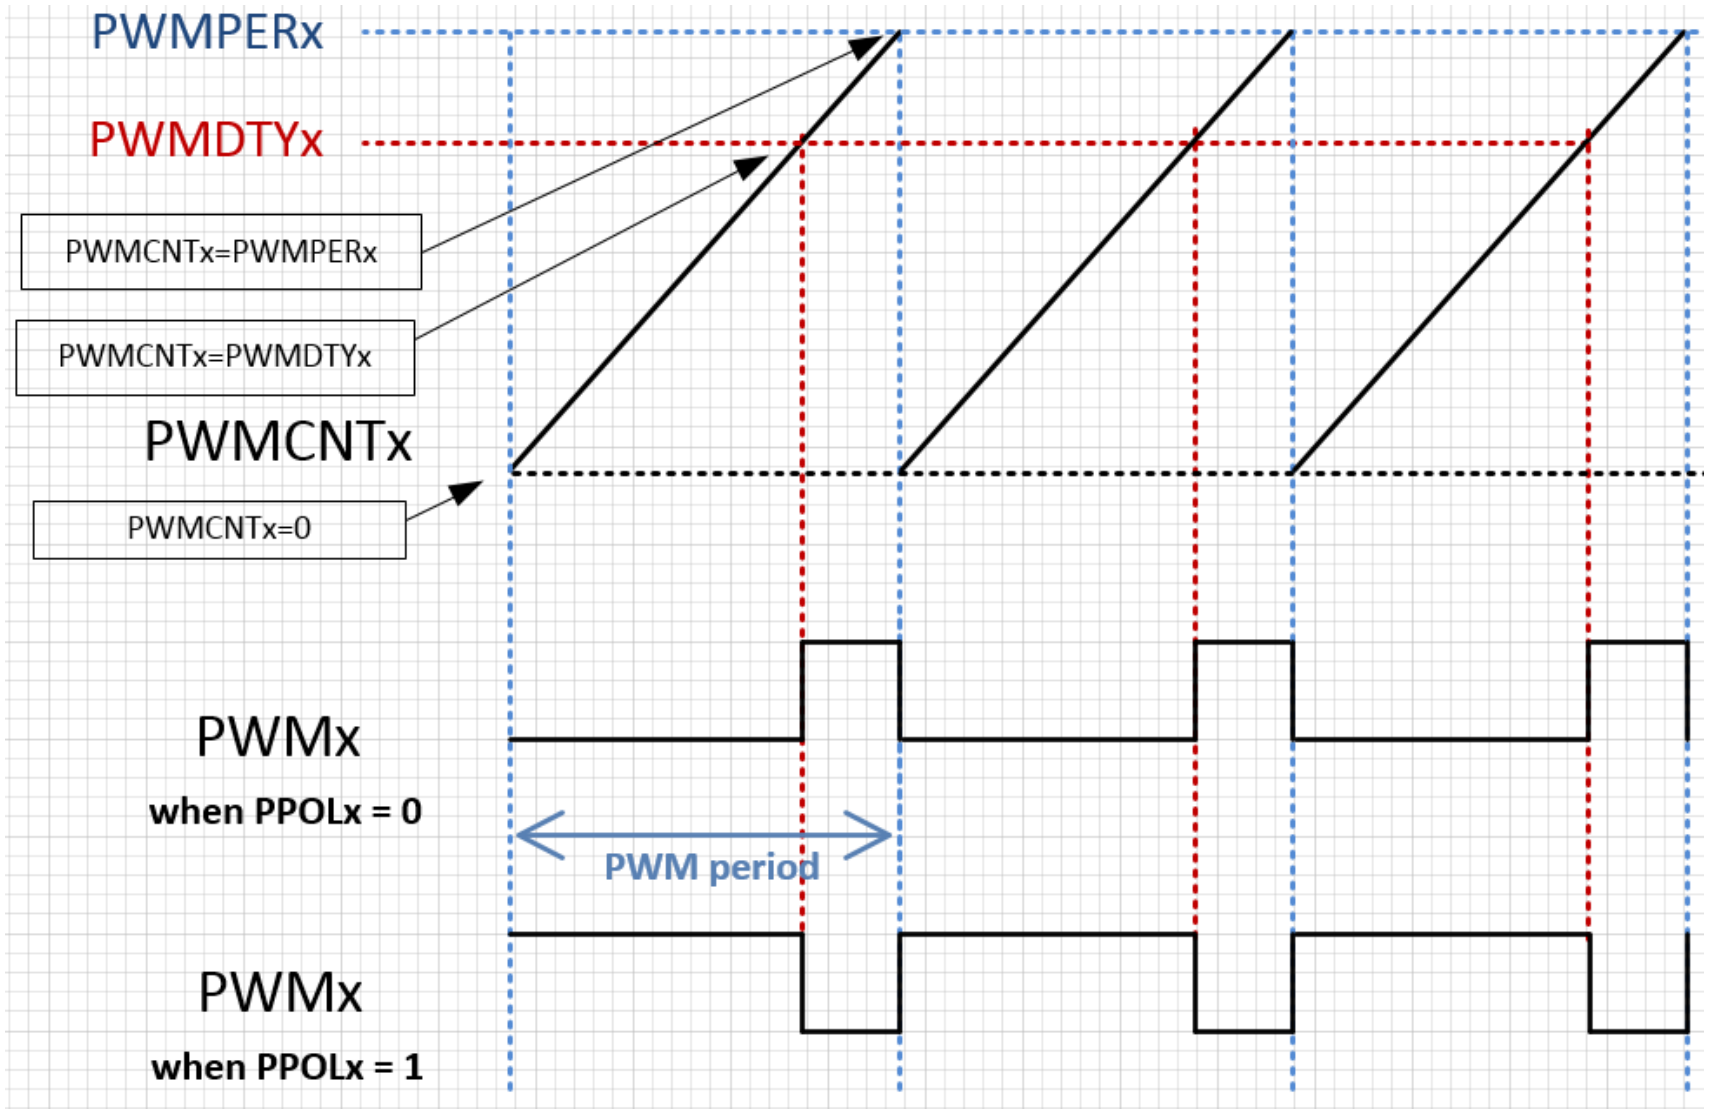 PWMPERx
PWMDTYx
PWMCNTx=PWMPERx
PWMCNTx=PWMDTYx
PWMCNTx
PWMCNTx=0
PWMx
when PPOLx = 0
PWM period
PWMx
when PPOLx = 1